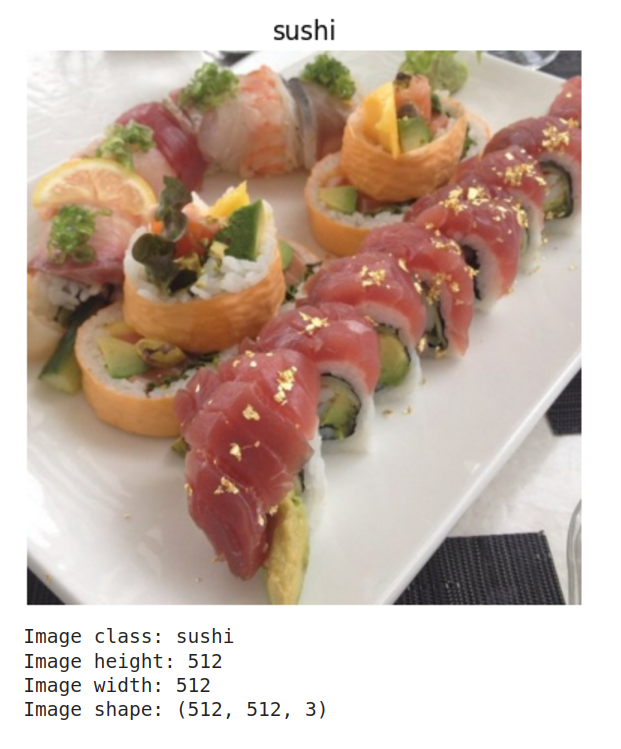 sushi
Image class: sushi
Image height: 512
Image width: 512
Image shape: (512, 512, 3)